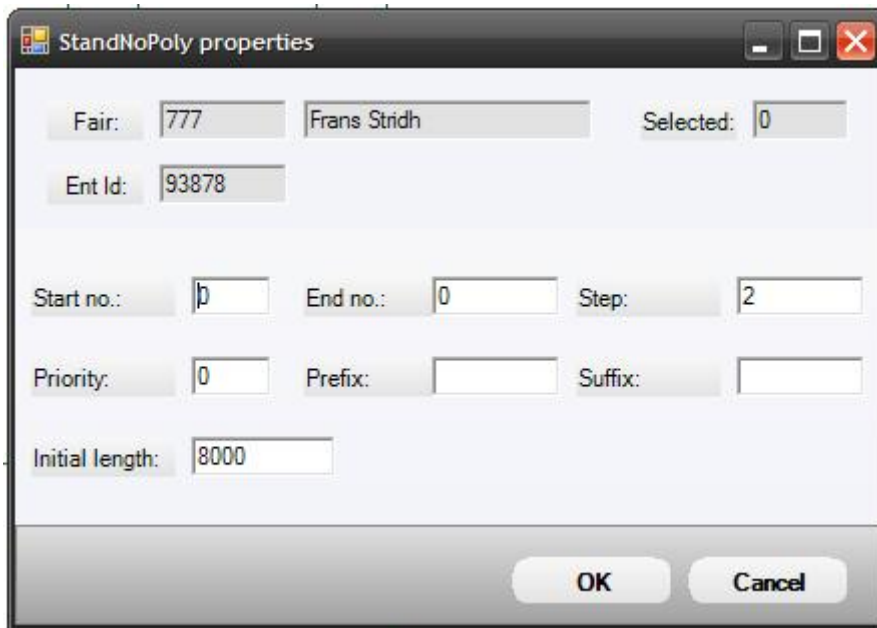 StandNoPoly properties
Fair: 777 Frans Stridh Selected: 0
Ent Id: 93878
Start no.: 0 End no.: 0 Step: 2
Priority: 0 Prefix: Suffix:
Initial length: 8000
OK Cancel